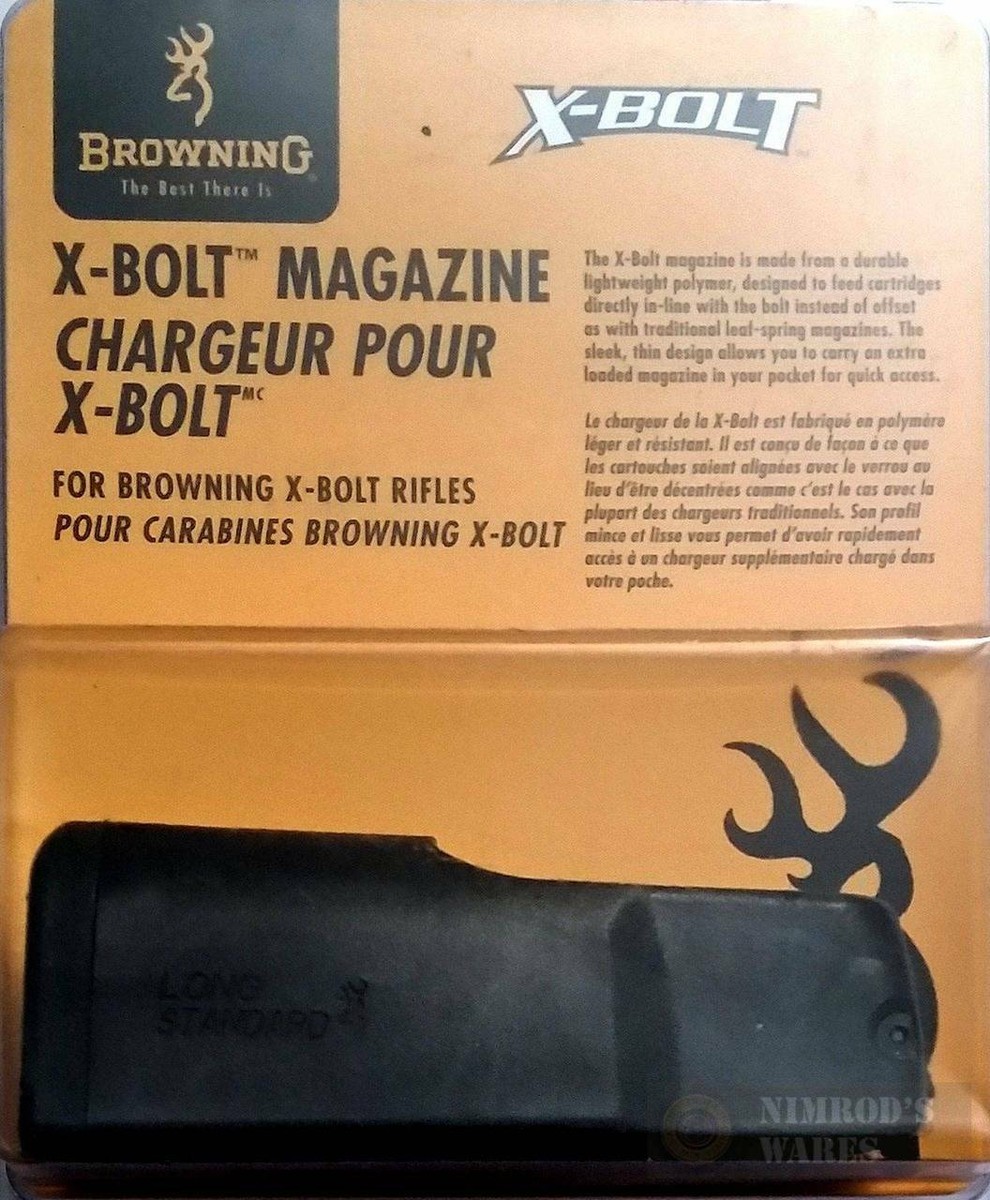 BROWNING®
The Best There Is
X-BOLT™
X-BOLT™ MAGAZINE
CHARGEUR POUR
X-BOLT MC
FOR BROWNING X-BOLT RIFLES
POUR CARABINES BROWNING X-BOLT
The X-Bolt magazine is made from a durable
lightweight polymer, designed to feed cartridges
directly in-line with the bolt instead of offset
as with traditional leaf-spring magazines. The
sleek, thin design allows you to carry an extra
loaded magazine in your pocket for quick access.
Le chargeur de la X-Bolt est fabriqué en polymère
léger et résistant. Il est conçu de façon à ce que
les cartouches soient alignées avec le verrou au
lieu d'être décentrées comme c'est le cas avec la
plupart des chargeurs traditionnels. Son profil
mince et lisse vous permet d'avoir rapidement
accès à un chargeur supplémentaire chargé dans
votre poche.
LONG
STANDARD
NIMROD'S
WARES